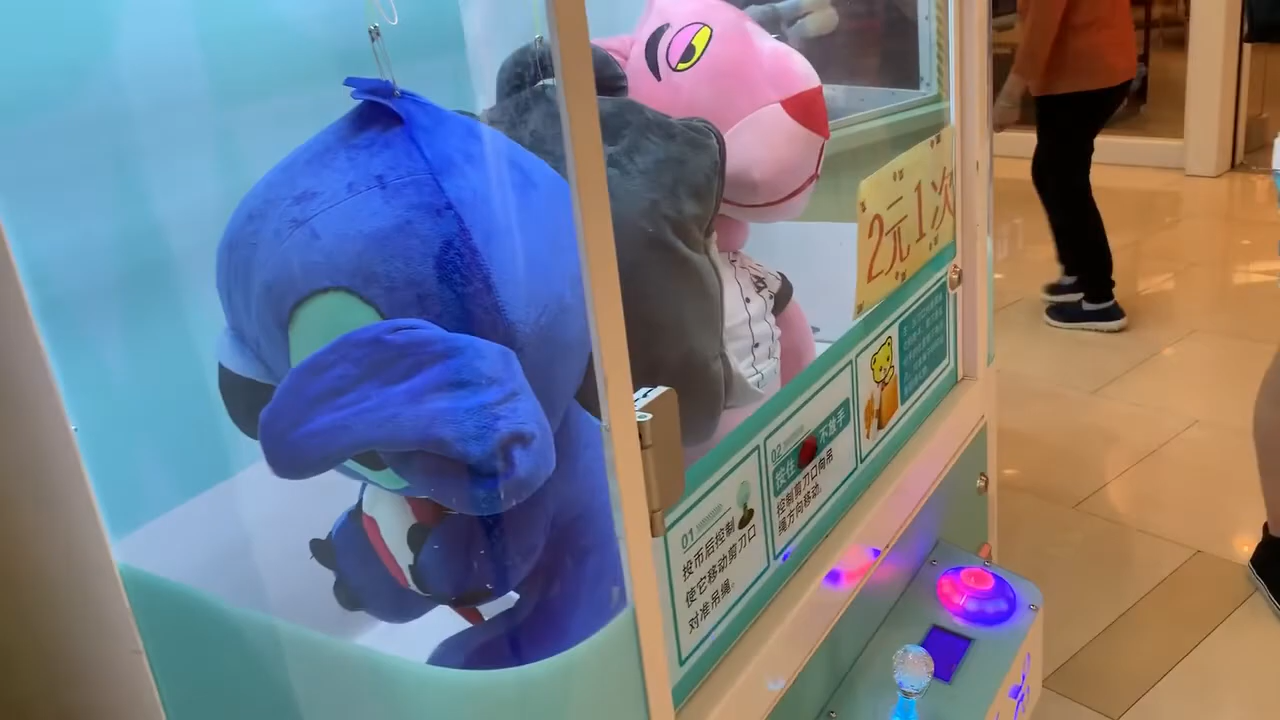 2元1次
01
投币后控制
使它移动剪刀口
对准吊绳。
02
按住 不放手
控制剪刀口向吊
绳方向移动。